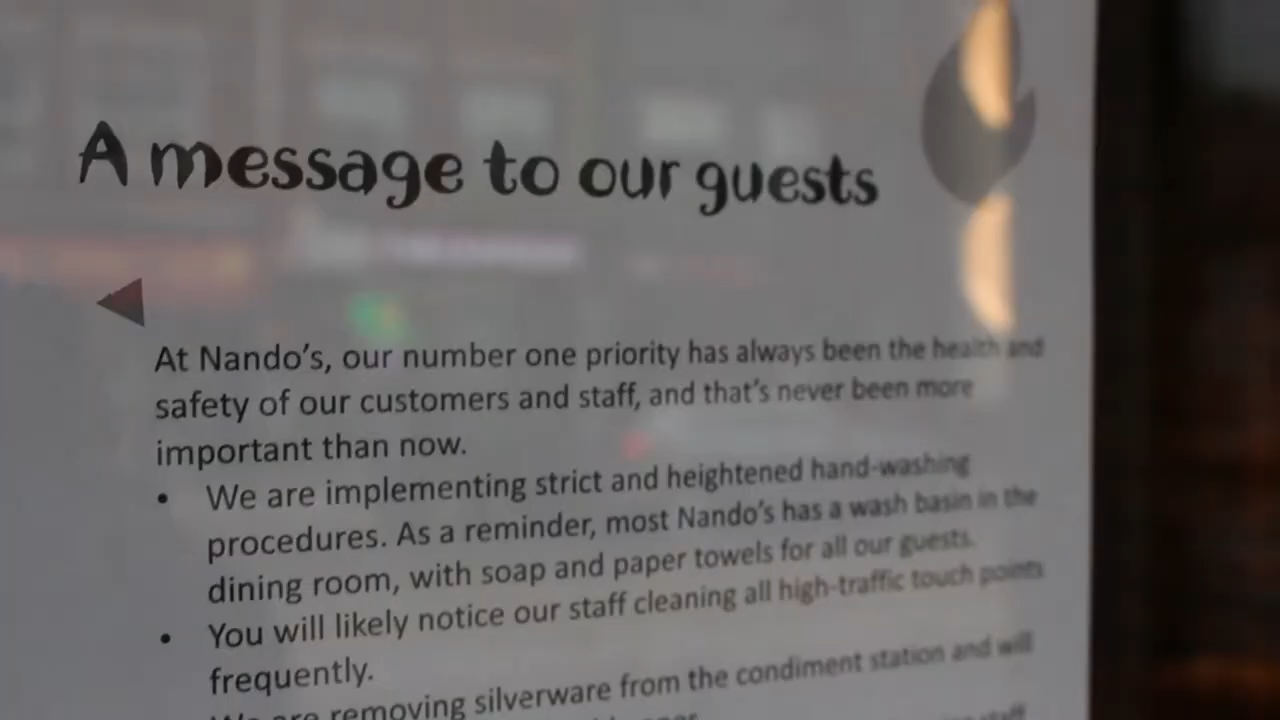 A message to our guests
At Nando's, our number one priority has always been the health and
safety of our customers and staff, and that's never been more
important than now.
• We are implementing strict and heightened hand-washing
procedures. As a reminder, most Nando's has a wash basin in the
dining room, with soap and paper towels for all our guests.
• You will likely notice our staff cleaning all high-traffic touch points
frequently.
We are removing silverware from the condiment station and will
staff